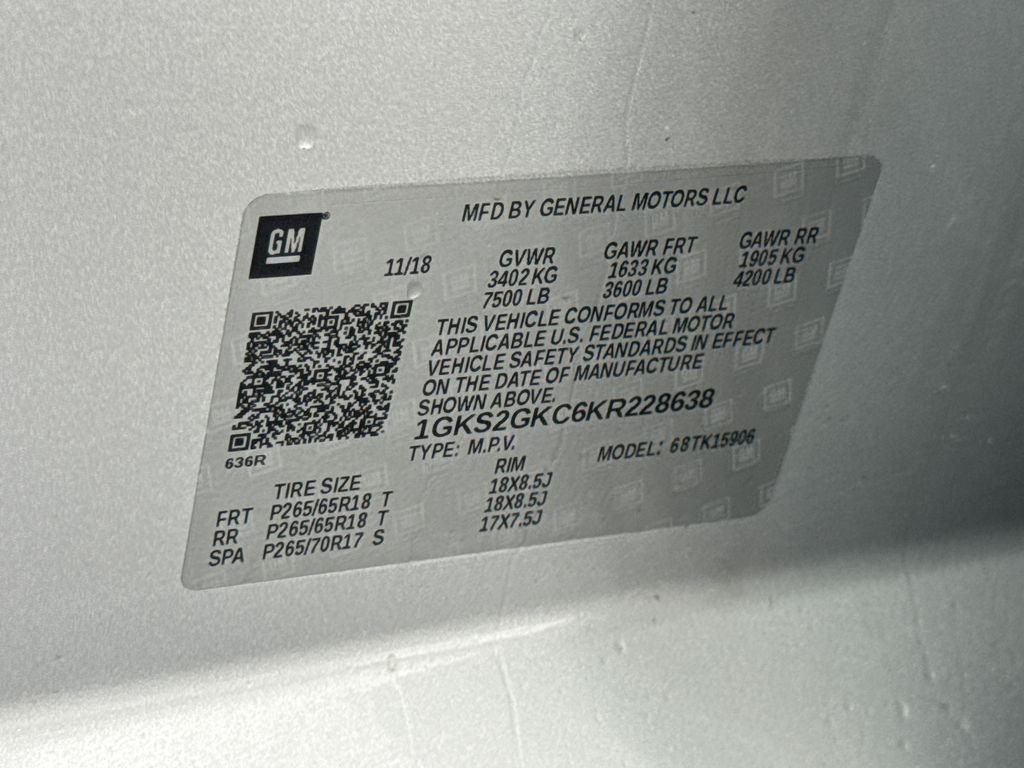 MFD BY GENERAL MOTORS LLC
GM
11/18
GVWR
3402 KG
7500 LB
GAWR FRT
1633 KG
3600 LB
GAWR RR
1905 KG
4200 LB
THIS VEHICLE CONFORMS TO ALL
APPLICABLE U.S. FEDERAL MOTOR
VEHICLE SAFETY STANDARDS IN EFFECT
ON THE DATE OF MANUFACTURE
SHOWN ABOVE.
1GKS2GKC6KR228638
TYPE: M.P.V.
MODEL: 68TK15906
636R
TIRE SIZE
RIM
FRT P265/65R18 T 18X8.5J
RR P265/65R18 T 18X8.5J
SPA P265/70R17 S 17X7.5J